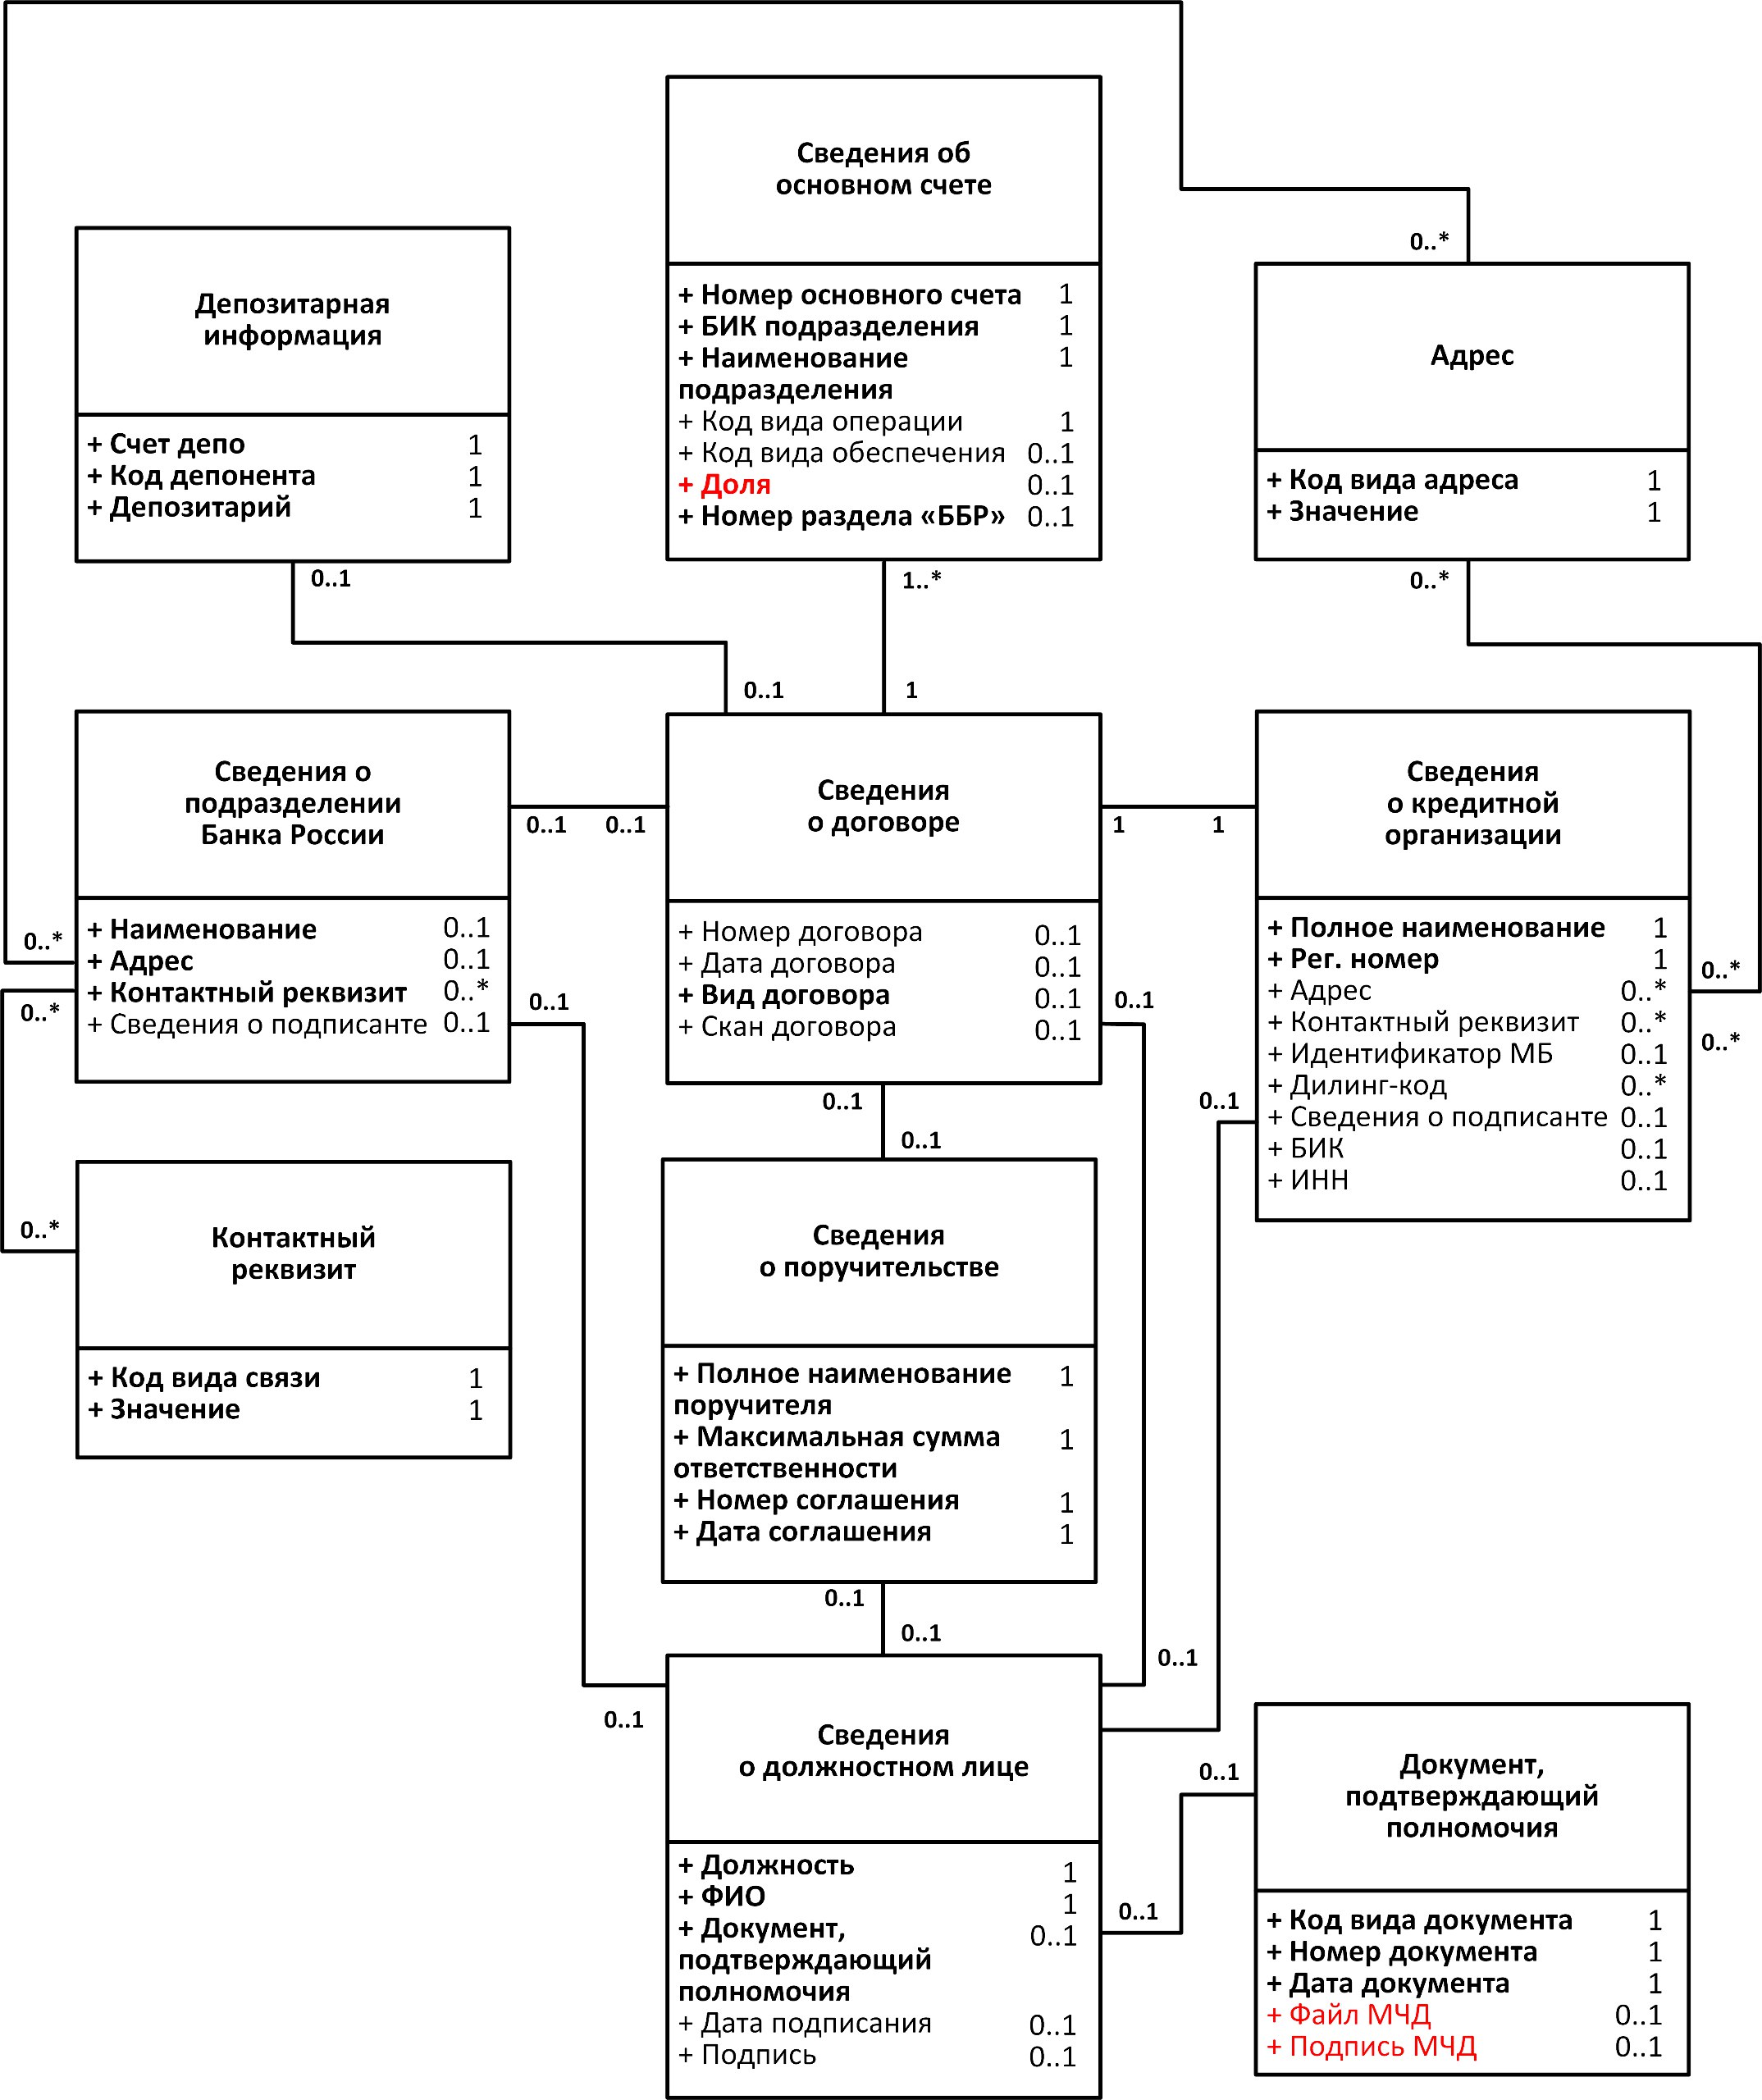 Сведения об
основном счете
+ Номер основного счета 1
+ БИК подразделения 1
+ Наименование 1
подразделения
+ Код вида операции 1
+ Код вида обеспечения 0..1
+ Доля 0..1
+ Номер раздела «ББР» 0..1
1..*
1
Депозитарная
информация
+ Счет депо 1
+ Код депонента 1
+ Депозитарий 1
0..1
0..1
0..*
Адрес
+ Код вида адреса 1
+ Значение 1
0..*
Сведения о
подразделении
Банка России
+ Наименование 0..1
+ Адрес 0..1
+ Контактный реквизит 0..*
+ Сведения о подписанте 0..1
0..*
0..*
0..1 0..1
0..1
Сведения
о договоре
+ Номер договора 0..1
+ Дата договора 0..1
+ Вид договора 0..1
+ Скан договора 0..1
1 1
0..1
0..1
0..1
Сведения
о кредитной
организации
+ Полное наименование 1
+ Рег. номер 1
+ Адрес 0..*
+ Контактный реквизит 0..*
+ Идентификатор МБ 0..1
+ Дилинг-код 0..*
+ Сведения о подписанте 0..1
+ БИК 0..1
+ ИНН 0..1
0..*
0..*
0..1
0..*
Контактный
реквизит
+ Код вида связи 1
+ Значение 1
Сведения
о поручительстве
+ Полное наименование 1
поручителя
+ Максимальная сумма 1
ответственности
+ Номер соглашения 1
+ Дата соглашения 1
0..1
0..1
0..1
0..1
Сведения
о должностном лице
+ Должность 1
+ ФИО 1
+ Документ, 0..1
подтверждающий
полномочия
+ Дата подписания 0..1
+ Подпись 0..1
0..1
0..1
Документ,
подтверждающий
полномочия
+ Код вида документа 1
+ Номер документа 1
+ Дата документа 1
+ Файл МЧД 0..1
+ Подпись МЧД 0..1